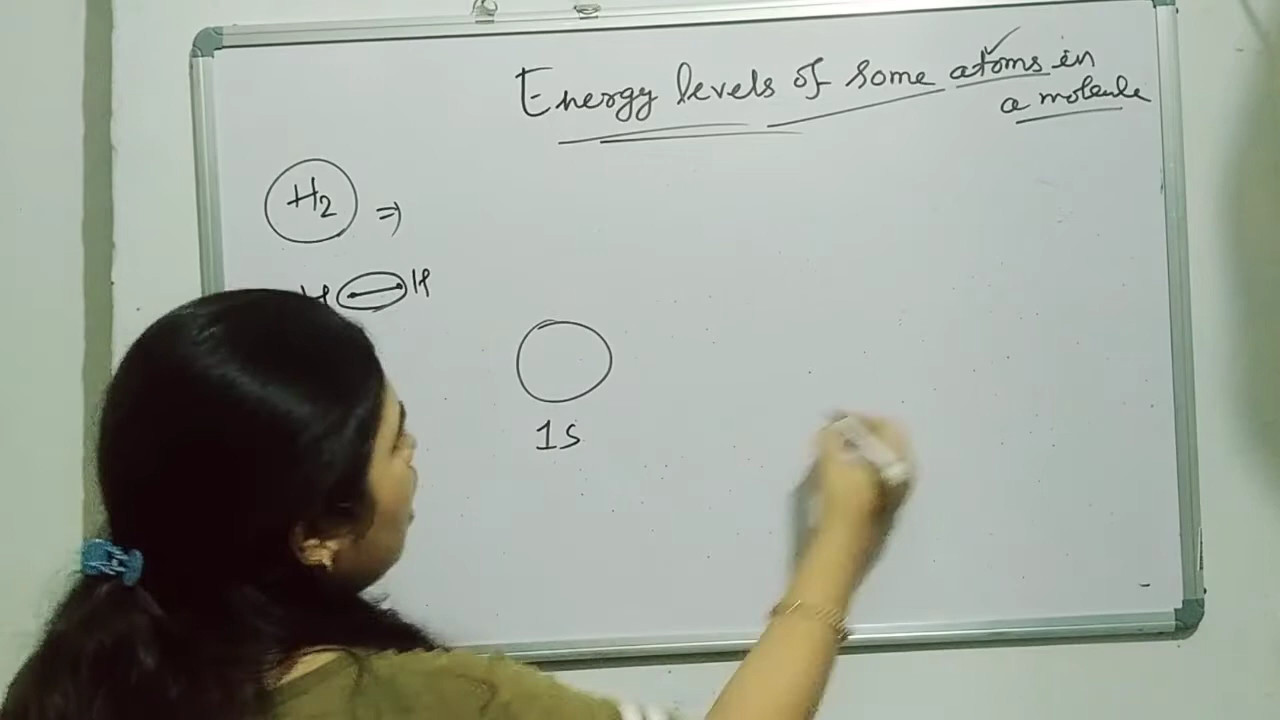 Energy levels of some atoms in
a molecule
H2 ⇒
H H
1s